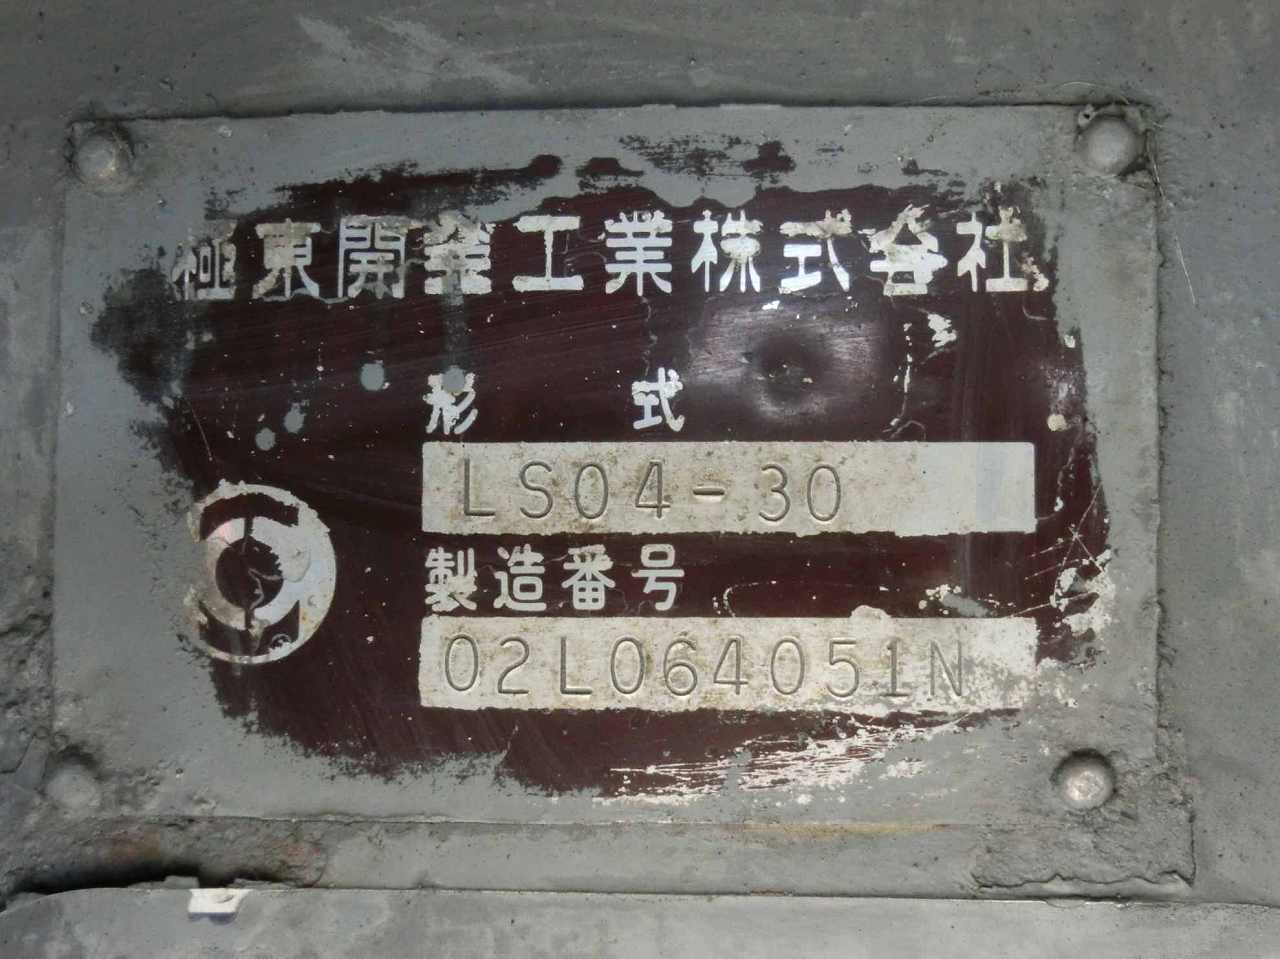 極東開発工業株式会社
形式
LS04-30
製造番号
02L064051N